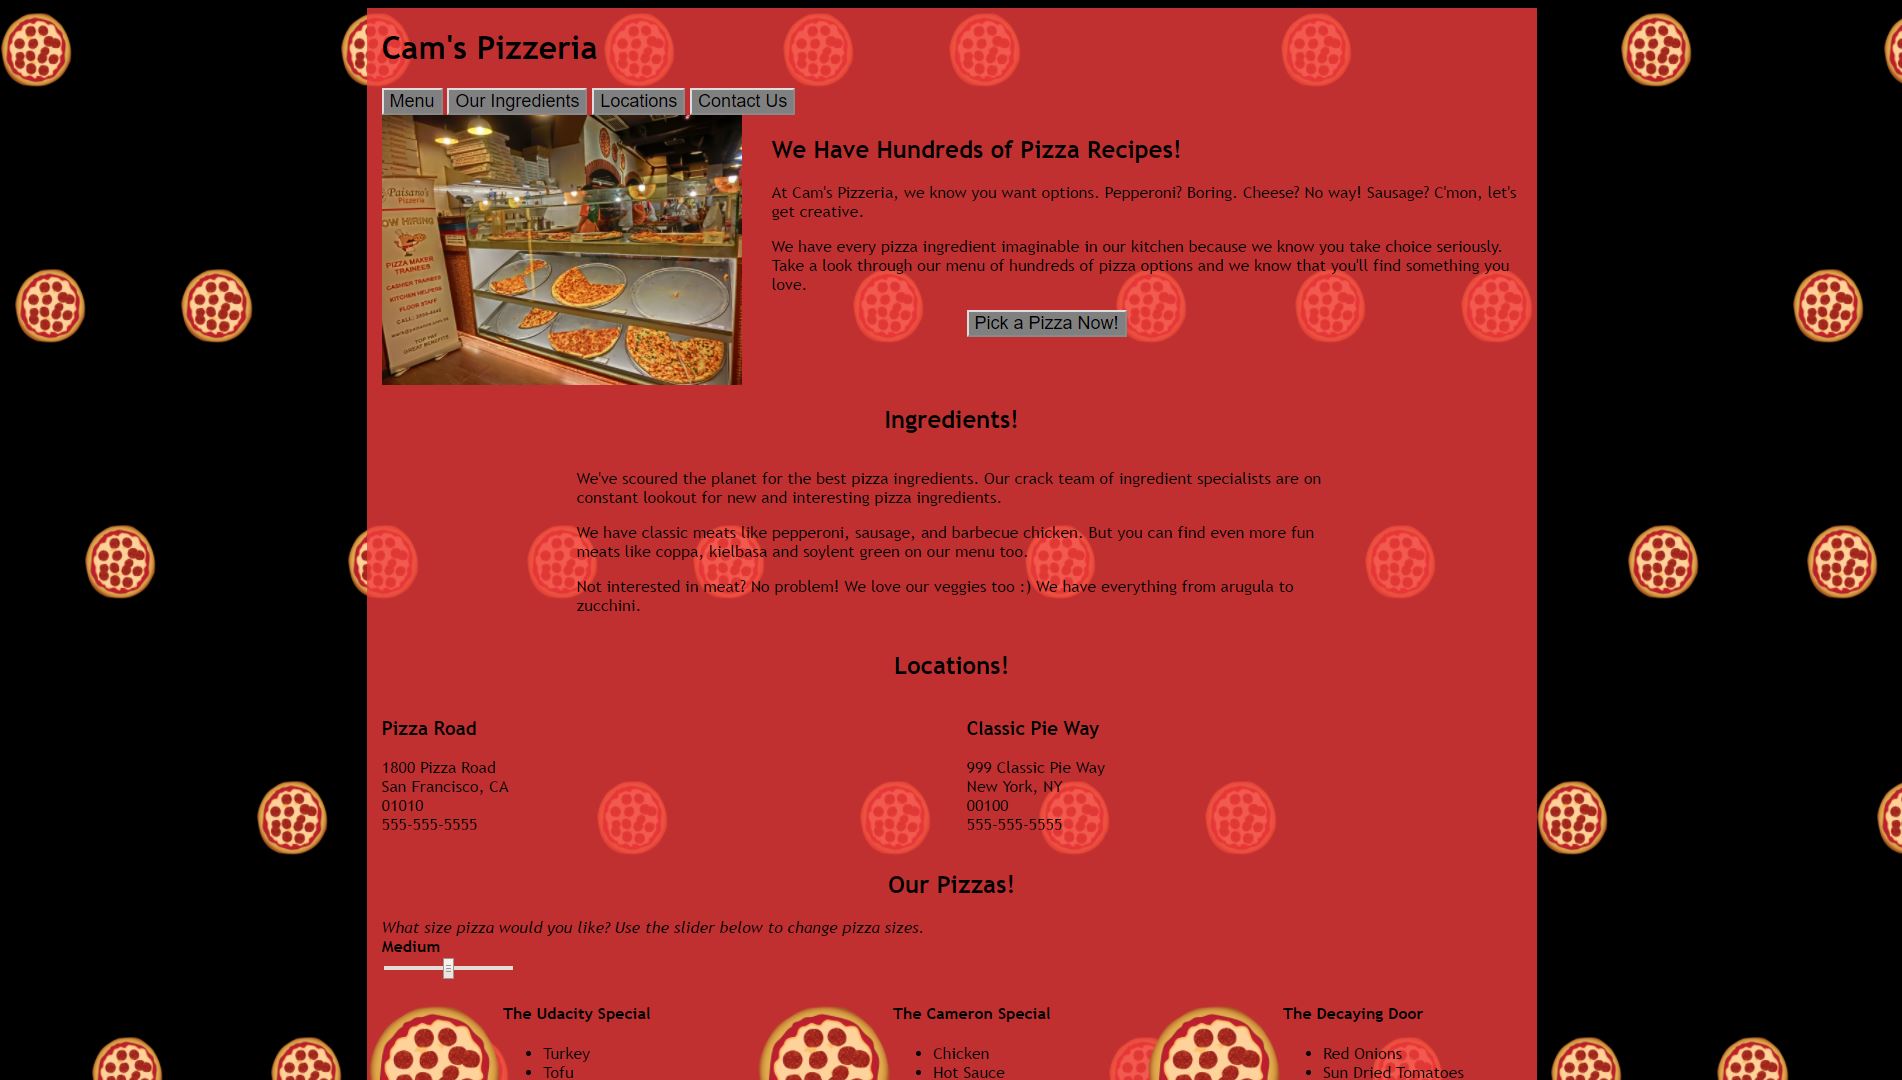 Cam's Pizzeria
Menu
Our Ingredients
Locations
Contact Us
Paisano's
Pizzeria
OW HIRING
PIZZA MAKER
TRAINEES
CASHIER TRAINEES
KITCHEN HELPERS
FLOOR STAFF
TOP PAY
GREAT BENEFITS
We Have Hundreds of Pizza Recipes!
At Cam's Pizzeria, we know you want options. Pepperoni? Boring. Cheese? No way! Sausage? C'mon, let's
get creative.
We have every pizza ingredient imaginable in our kitchen because we know you take choice seriously.
Take a look through our menu of hundreds of pizza options and we know that you'll find something you
love.
Pick a Pizza Now!
Ingredients!
We've scoured the planet for the best pizza ingredients. Our crack team of ingredient specialists are on
constant lookout for new and interesting pizza ingredients.
We have classic meats like pepperoni, sausage, and barbecue chicken. But you can find even more fun
meats like coppa, kielbasa and soylent green on our menu too.
Not interested in meat? No problem! We love our veggies too :) We have everything from arugula to
zucchini.
Locations!
Pizza Road
1800 Pizza Road
San Francisco, CA
01010
555-555-5555
Classic Pie Way
999 Classic Pie Way
New York, NY
00100
555-555-5555
Our Pizzas!
What size pizza would you like? Use the slider below to change pizza sizes.
Medium
The Udacity Special
Turkey
Tofu
The Cameron Special
Chicken
Hot Sauce
The Decaying Door
Red Onions
Sun Dried Tomatoes